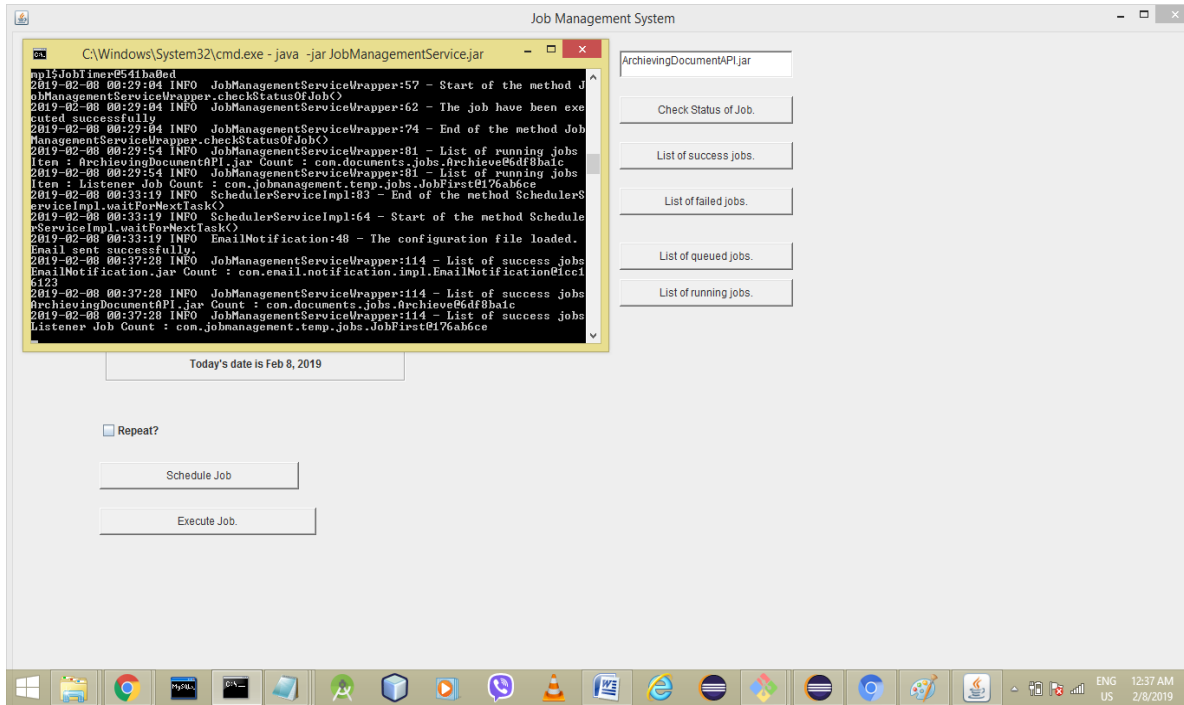 Job Management System
C:\Windows\System32\cmd.exe - java -jar JobManagementService.jar
mpl$JobTimer@541ba0ed
2019-02-08 00:29:04 INFO  JobManagementServiceWrapper:57 - Start of the method J
obManagementServiceWrapper.checkStatusOfJob()
2019-02-08 00:29:04 INFO  JobManagementServiceWrapper:62 - The job have been exe
cuted successfully
2019-02-08 00:29:04 INFO  JobManagementServiceWrapper:74 - End of the method Job
ManagementServiceWrapper.checkStatusOfJob()
2019-02-08 00:29:54 INFO  JobManagementServiceWrapper:81 - List of running jobs
Item : ArchievingDocumentAPI.jar Count : com.documents.jobs.Archieve@6df8ba1c
2019-02-08 00:29:54 INFO  JobManagementServiceWrapper:81 - List of running jobs
Item : Listener Job Count : com.jobmanagement.temp.jobs.JobFirst@176ab6ce
2019-02-08 00:33:19 INFO  SchedulerServiceImpl:83 - End of the method SchedulerS
erviceImpl.waitForNextTask()
2019-02-08 00:33:19 INFO  SchedulerServiceImpl:64 - Start of the method Schedule
rServiceImpl.waitForNextTask()
2019-02-08 00:33:19 INFO  EmailNotification:48 - The configuration file loaded.
Email sent successfully.
2019-02-08 00:37:28 INFO  JobManagementServiceWrapper:114 - List of success jobs
EmailNotification.jar Count : com.email.notification.impl.EmailNotification@1cc1
6123
2019-02-08 00:37:28 INFO  JobManagementServiceWrapper:114 - List of success jobs
ArchievingDocumentAPI.jar Count : com.documents.jobs.Archieve@6df8ba1c
2019-02-08 00:37:28 INFO  JobManagementServiceWrapper:114 - List of success jobs
Listener Job Count : com.jobmanagement.temp.jobs.JobFirst@176ab6ce
ArchievingDocumentAPI.jar
Check Status of Job.
List of success jobs.
List of failed jobs.
List of queued jobs.
List of running jobs.
Today's date is Feb 8, 2019
Repeat?
Schedule Job
Execute Job.
MySQL
C:\_
ENG 12:37 AM
US 2/8/2019